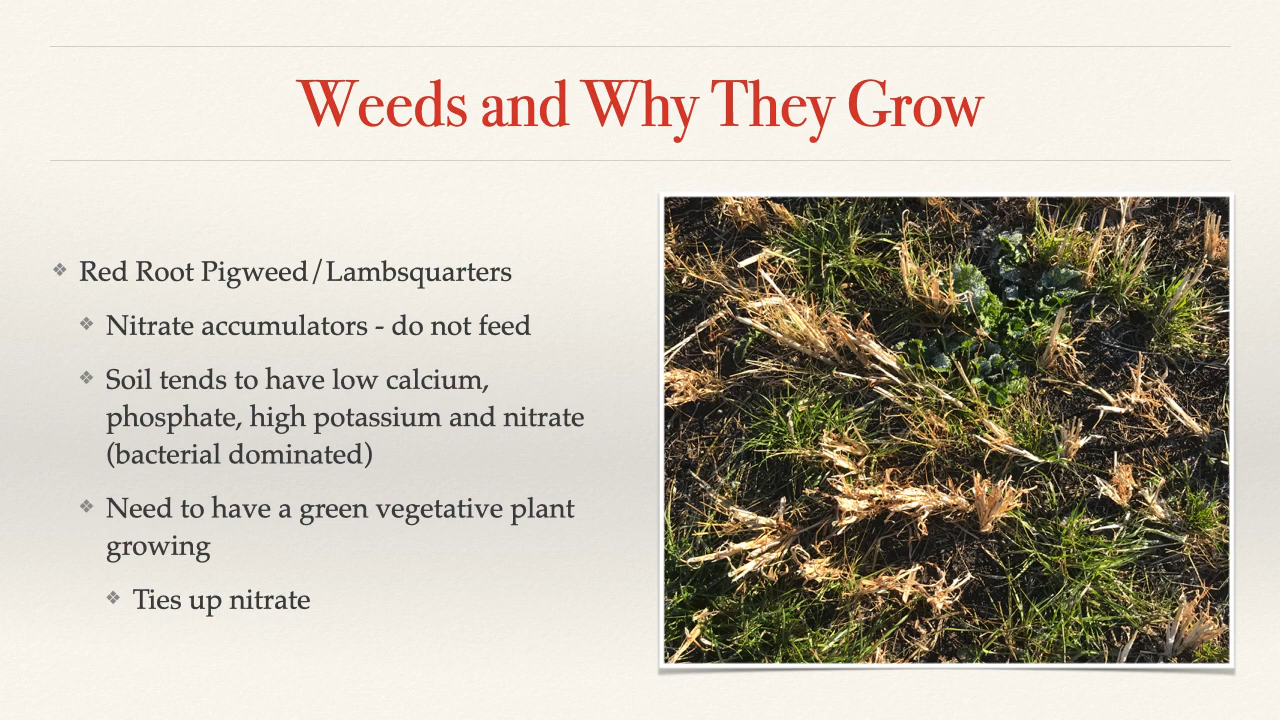 Weeds and Why They Grow
Red Root Pigweed/Lambsquarters
Nitrate accumulators - do not feed
Soil tends to have low calcium,
phosphate, high potassium and nitrate
(bacterial dominated)
Need to have a green vegetative plant
growing
Ties up nitrate